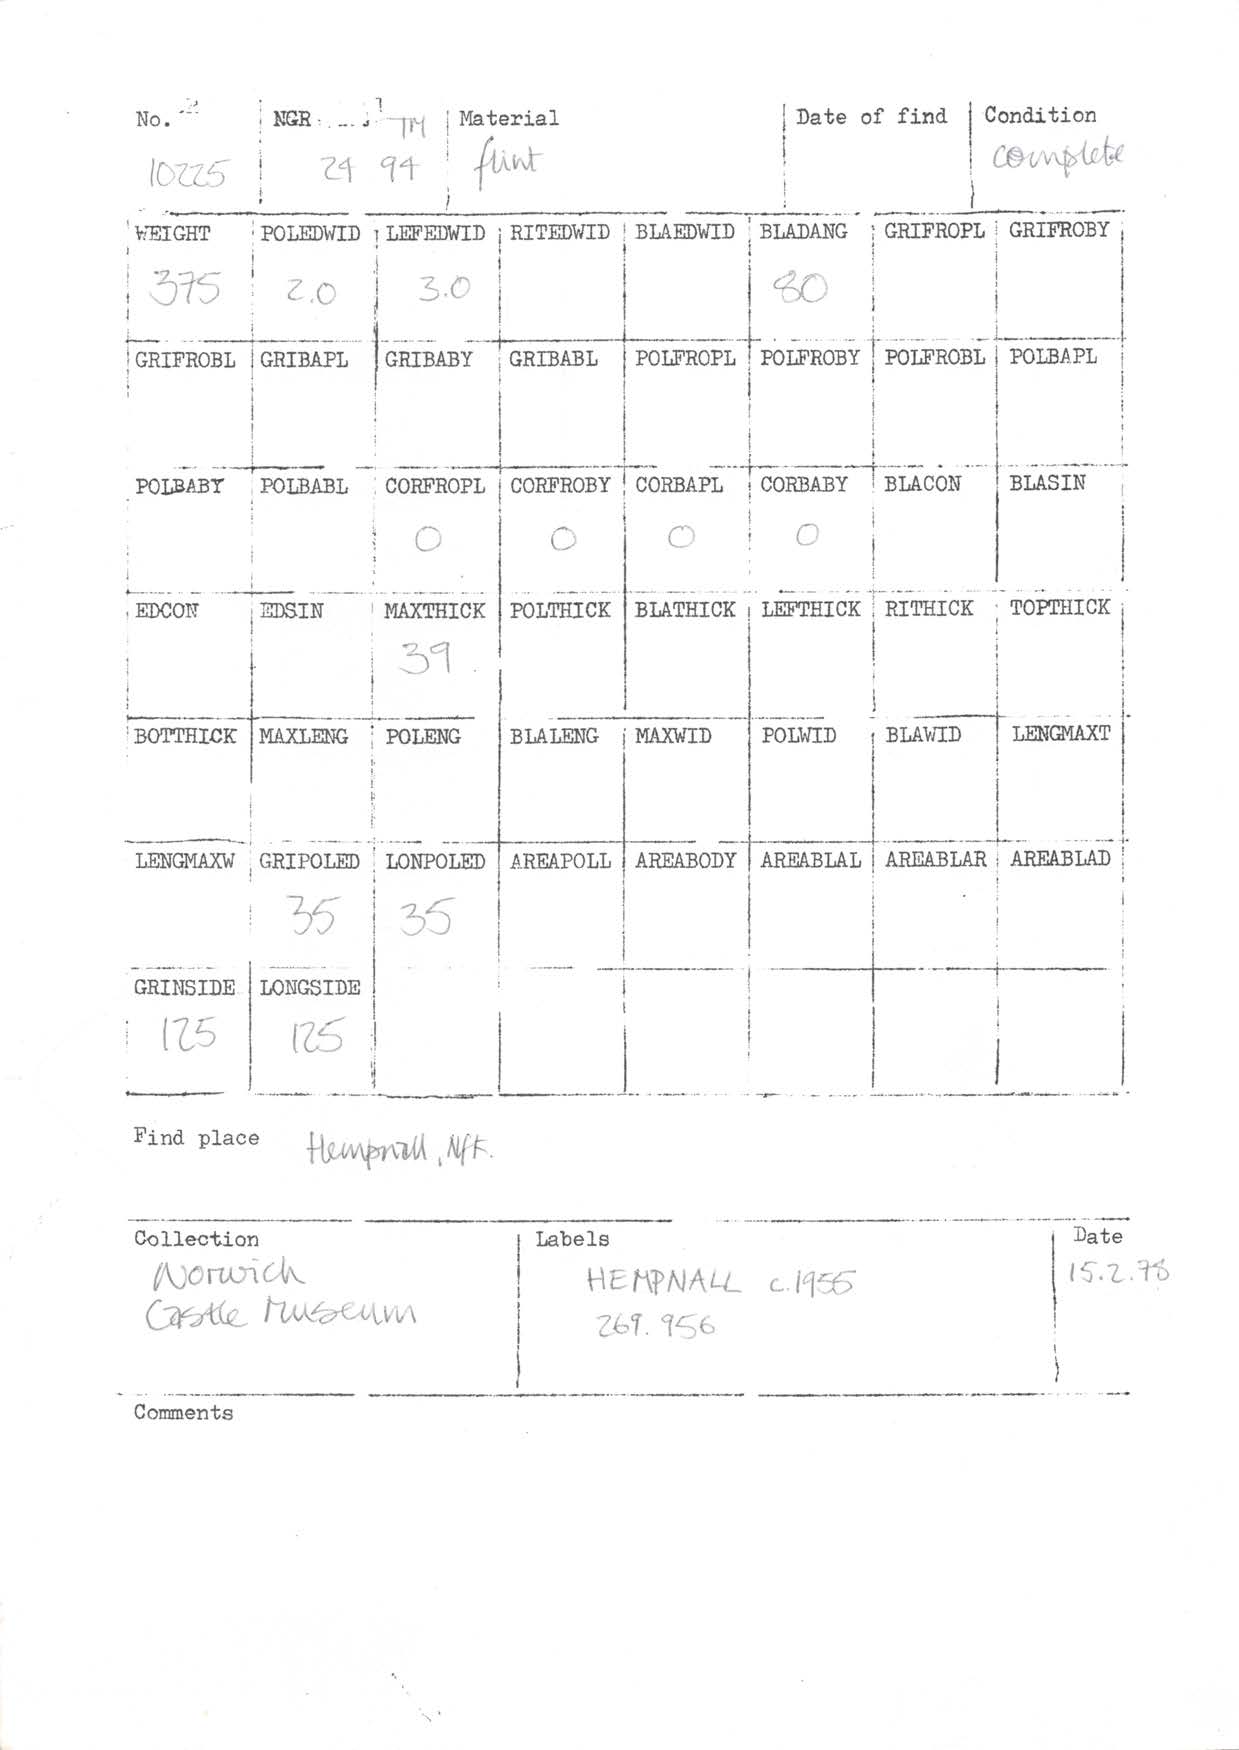 No. NGR TM Material Date of find Condition
10225 24 94 flint complete
WEIGHT POLEDWID LEFEDWID RITEDWID BLAEDWID BLADANG GRIFROPL GRIFROBY
375 2.0 3.0 80
GRIFROBL GRIBAPL GRIBABY GRIBABL POLFROPL POLFROBY POLFROBL POLBAPL
POLBABY POLBABL CORFROPL CORFROBY CORBAPL CORBABY BLACON BLASIN
0 0 0 0
EDCON EDSIN MAXTHICK POLTHICK BLATHICK LEFTHICK RITHICK TOPTHICK
39
BOTTHICK MAXLENG POLENG BLALENG MAXWID POLWID BLAWID LENGMAXT
LENGMAXW GRIPOLED LONPOLED AREAPOLL AREABODY AREABLAL AREABLAR AREABLAD
35 35
GRINSIDE LONGSIDE
125 125
Find place Hempnall, Nfk.
Collection Labels Date
Norwich HEMPNALL c.1955 15.2.78
Castle Museum 269.956
Comments